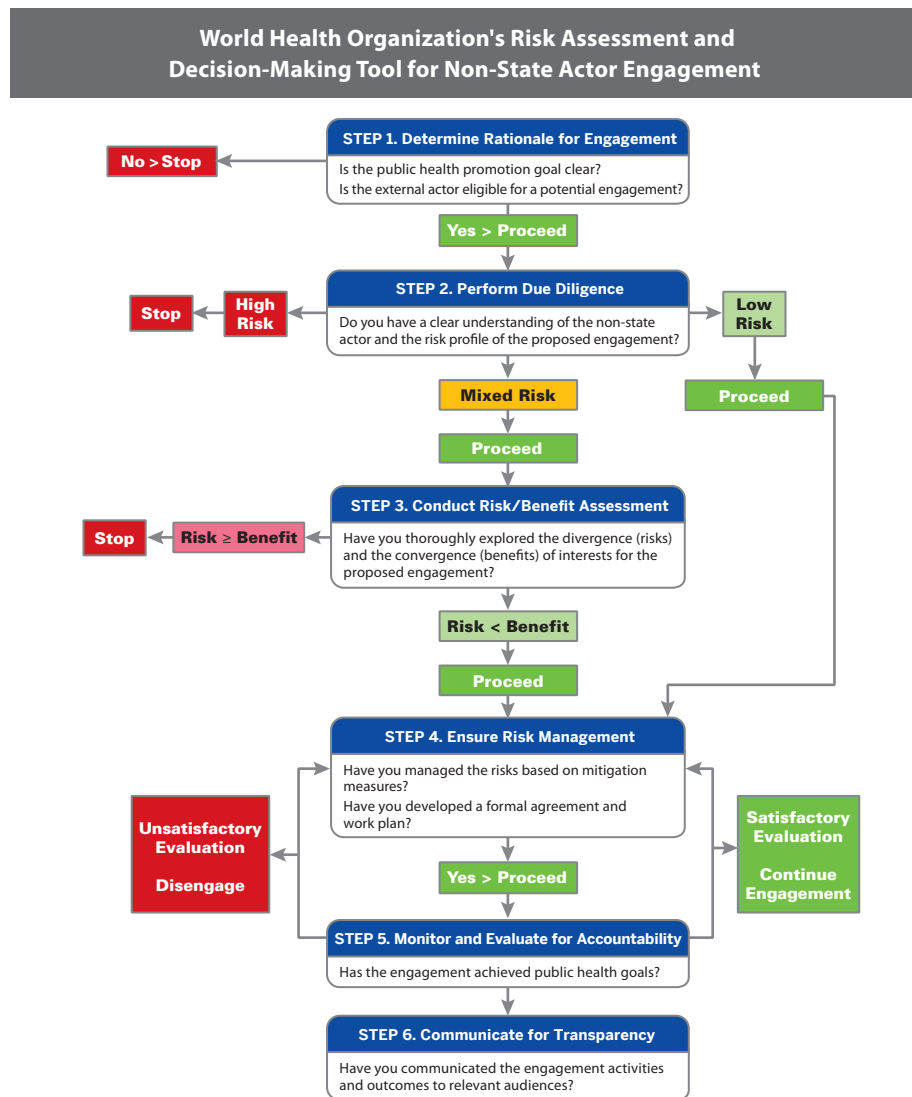 World Health Organization's Risk Assessment and
Decision-Making Tool for Non-State Actor Engagement
STEP 1. Determine Rationale for Engagement
No > Stop
Is the public health promotion goal clear?
Is the external actor eligible for a potential engagement?
Yes > Proceed
STEP 2. Perform Due Diligence
Stop
High
Risk
Do you have a clear understanding of the non-state
actor and the risk profile of the proposed engagement?
Low
Risk
Mixed Risk
Proceed
Proceed
STEP 3. Conduct Risk/Benefit Assessment
Stop
Risk ≥ Benefit
Have you thoroughly explored the divergence (risks)
and the convergence (benefits) of interests for the
proposed engagement?
Risk < Benefit
Proceed
STEP 4. Ensure Risk Management
Have you managed the risks based on mitigation
measures?
Have you developed a formal agreement and
work plan?
Unsatisfactory
Evaluation
Disengage
Satisfactory
Evaluation
Continue
Engagement
Yes > Proceed
STEP 5. Monitor and Evaluate for Accountability
Has the engagement achieved public health goals?
STEP 6. Communicate for Transparency
Have you communicated the engagement activities
and outcomes to relevant audiences?